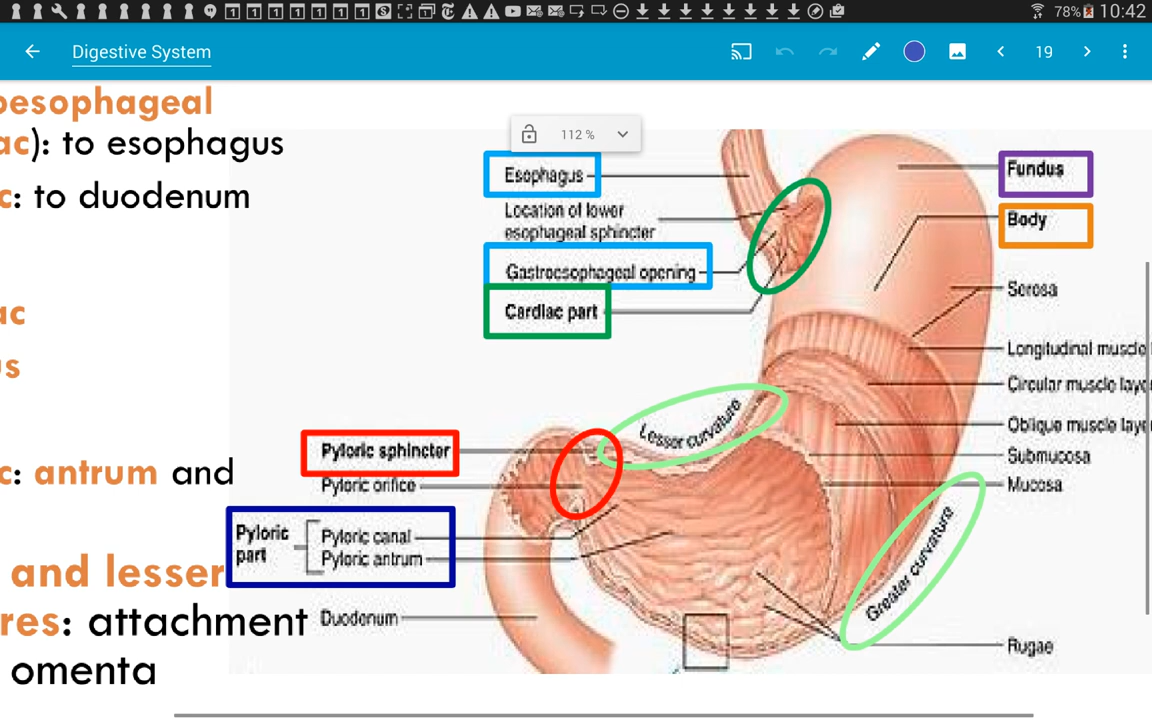 78% 10:42
Digestive System
19
112 %
oesophageal
ac): to esophagus
c: to duodenum
ac
s
c: antrum and
and lesser
res: attachment
omenta
Esophagus
Location of lower
esophageal sphincter
Gastroesophageal opening
Cardiac part
Fundus
Body
Serosa
Longitudinal muscle
Circular muscle laye
Oblique muscle laye
Submucosa
Mucosa
Lesser curvature
Greater curvature
Pyloric sphincter
Pyloric orifice
Pyloric part
Pyloric canal
Pyloric antrum
Duodenum
Rugae